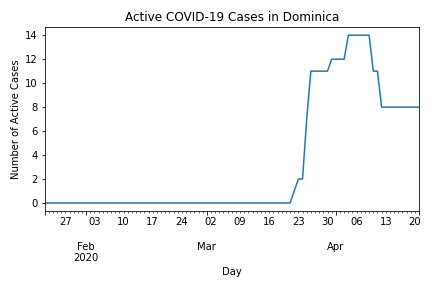 Active COVID-19 Cases in Dominica
14
12
10
8
6
4
2
0
Number of Active Cases
27 03 10 17 24 02 09 16 23 30 06 13 20
Feb Mar Apr
2020
Day